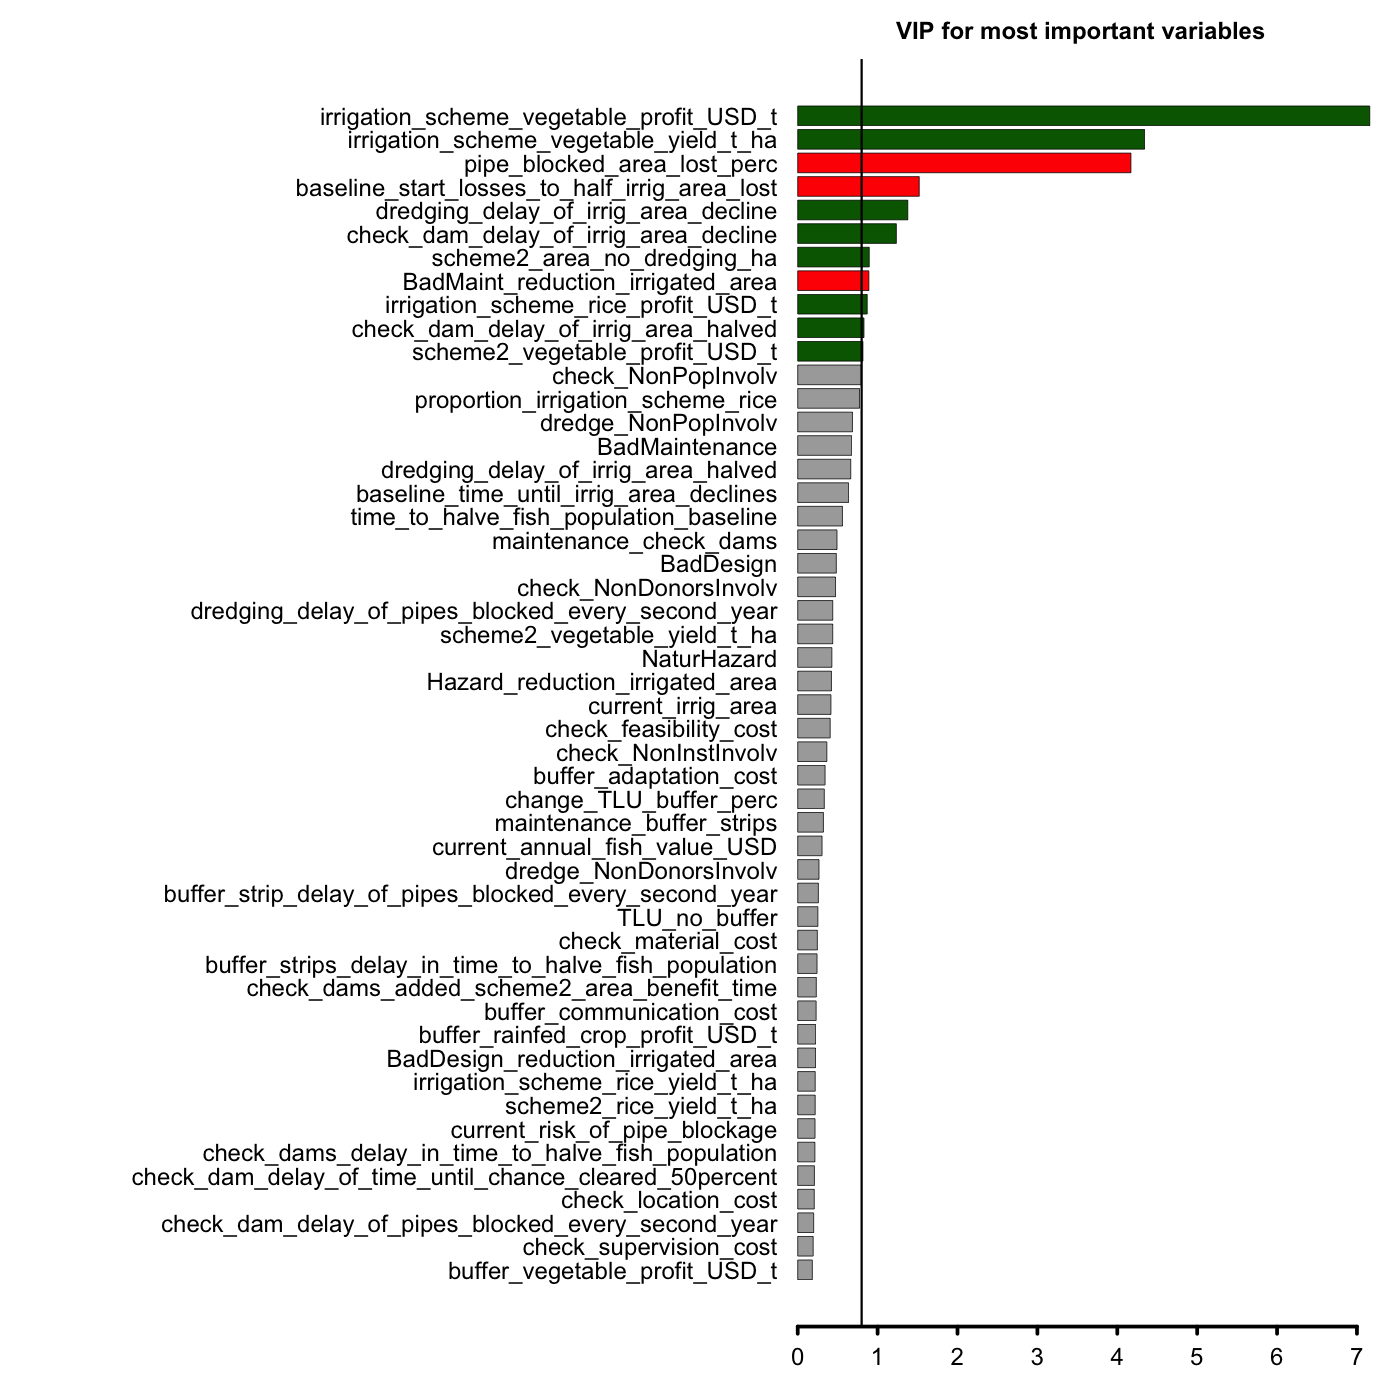 VIP for most important variables
irrigation_scheme_vegetable_profit_USD_t
irrigation_scheme_vegetable_yield_t_ha
pipe_blocked_area_lost_perc
baseline_start_losses_to_half_irrig_area_lost
dredging_delay_of_irrig_area_decline
check_dam_delay_of_irrig_area_decline
scheme2_area_no_dredging_ha
BadMaint_reduction_irrigated_area
irrigation_scheme_rice_profit_USD_t
check_dam_delay_of_irrig_area_halved
scheme2_vegetable_profit_USD_t
check_NonPopInvolv
proportion_irrigation_scheme_rice
dredge_NonPopInvolv
BadMaintenance
dredging_delay_of_irrig_area_halved
baseline_time_until_irrig_area_declines
time_to_halve_fish_population_baseline
maintenance_check_dams
BadDesign
check_NonDonorsInvolv
dredging_delay_of_pipes_blocked_every_second_year
scheme2_vegetable_yield_t_ha
NaturHazard
Hazard_reduction_irrigated_area
current_irrig_area
check_feasibility_cost
check_NonInstInvolv
buffer_adaptation_cost
change_TLU_buffer_perc
maintenance_buffer_strips
current_annual_fish_value_USD
dredge_NonDonorsInvolv
buffer_strip_delay_of_pipes_blocked_every_second_year
TLU_no_buffer
check_material_cost
buffer_strips_delay_in_time_to_halve_fish_population
check_dams_added_scheme2_area_benefit_time
buffer_communication_cost
buffer_rainfed_crop_profit_USD_t
BadDesign_reduction_irrigated_area
irrigation_scheme_rice_yield_t_ha
scheme2_rice_yield_t_ha
current_risk_of_pipe_blockage
check_dams_delay_in_time_to_halve_fish_population
check_dam_delay_of_time_until_chance_cleared_50percent
check_location_cost
check_dam_delay_of_pipes_blocked_every_second_year
check_supervision_cost
buffer_vegetable_profit_USD_t
0 1 2 3 4 5 6 7